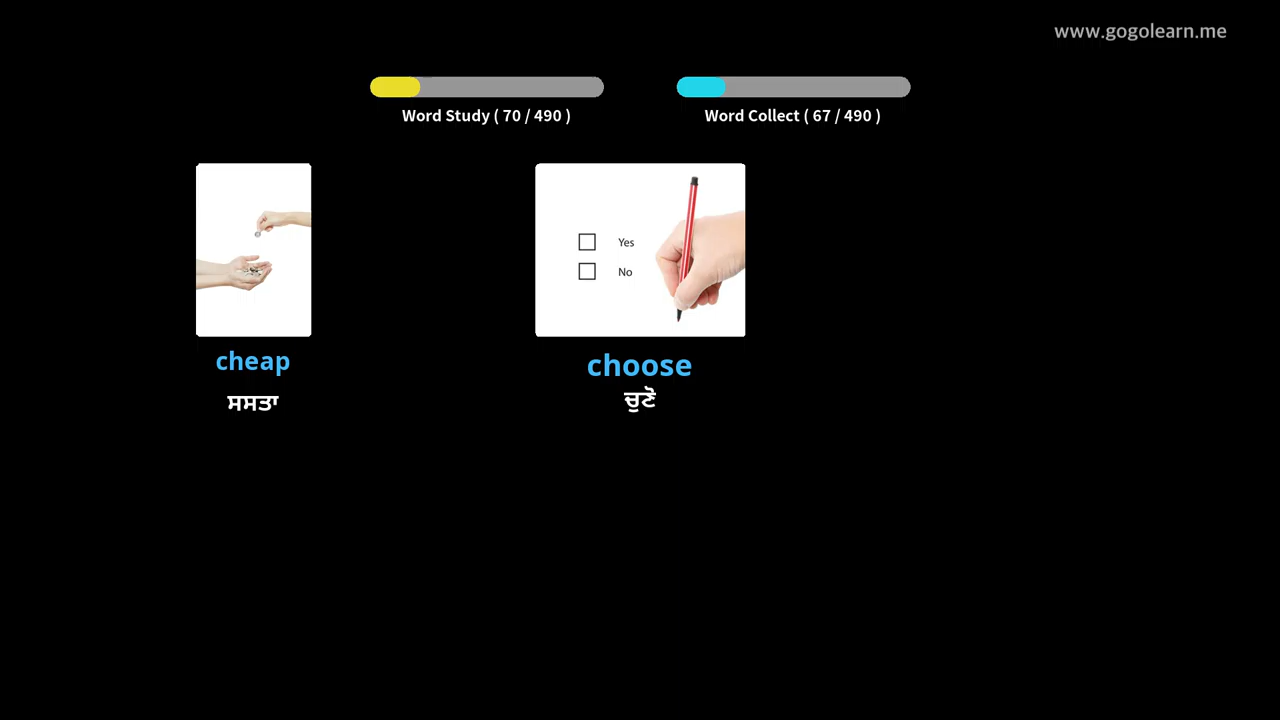 www.gogolearn.me
Word Study ( 70 / 490 )
Word Collect ( 67 / 490 )
Yes
No
cheap
choose
ਸਸਤਾ
ਚੁਣੋ